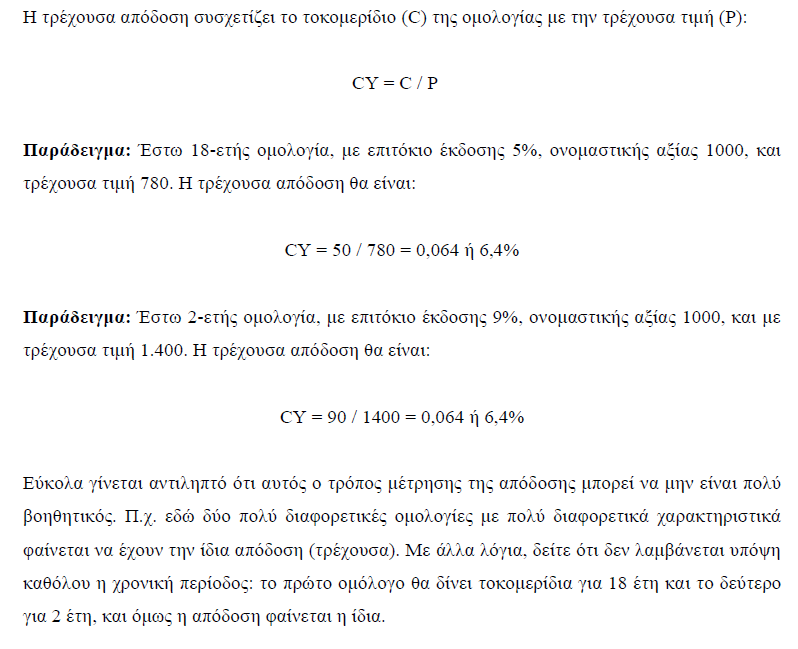 Η τρέχουσα απόδοση συσχετίζει το τοκομερίδιο (C) της ομολογίας με την τρέχουσα τιμή (P):
CY = C / P
Παράδειγμα: Έστω 18-ετής ομολογία, με επιτόκιο έκδοσης 5%, ονομαστικής αξίας 1000, και
τρέχουσα τιμή 780. Η τρέχουσα απόδοση θα είναι:
CY = 50 / 780 = 0,064 ή 6,4%
Παράδειγμα: Έστω 2-ετής ομολογία, με επιτόκιο έκδοσης 9%, ονομαστικής αξίας 1000, και με
τρέχουσα τιμή 1.400. Η τρέχουσα απόδοση θα είναι:
CY = 90 / 1400 = 0,064 ή 6,4%
Εύκολα γίνεται αντιληπτό ότι αυτός ο τρόπος μέτρησης της απόδοσης μπορεί να μην είναι πολύ
βοηθητικός. Π.χ. εδώ δύο πολύ διαφορετικές ομολογίες με πολύ διαφορετικά χαρακτηριστικά
φαίνεται να έχουν την ίδια απόδοση (τρέχουσα). Με άλλα λόγια, δείτε ότι δεν λαμβάνεται υπόψη
καθόλου η χρονική περίοδος: το πρώτο ομόλογο θα δίνει τοκομερίδια για 18 έτη και το δεύτερο
για 2 έτη, και όμως η απόδοση φαίνεται η ίδια.